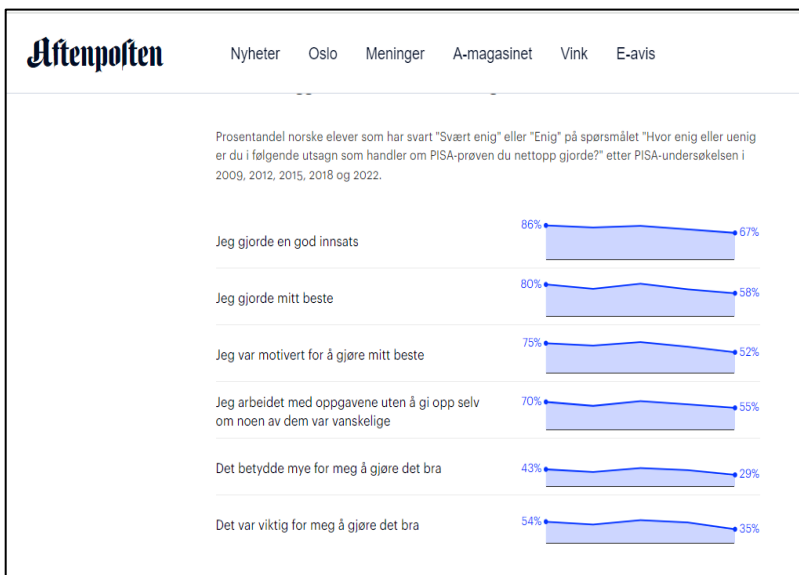 Aftenposten
Nyheter Oslo Meninger A-magasinet Vink E-avis
Prosentandel norske elever som har svart "Svært enig" eller "Enig" på spørsmålet "Hvor enig eller uenig
er du i følgende utsagn som handler om PISA-prøven du nettopp gjorde?" etter PISA-undersøkelsen i
2009, 2012, 2015, 2018 og 2022.
Jeg gjorde en god innsats 86% 67%
Jeg gjorde mitt beste 80% 58%
Jeg var motivert for å gjøre mitt beste 75% 52%
Jeg arbeidet med oppgavene uten å gi opp selv
om noen av dem var vanskelige 70% 55%
Det betydde mye for meg å gjøre det bra 43% 29%
Det var viktig for meg å gjøre det bra 54% 35%